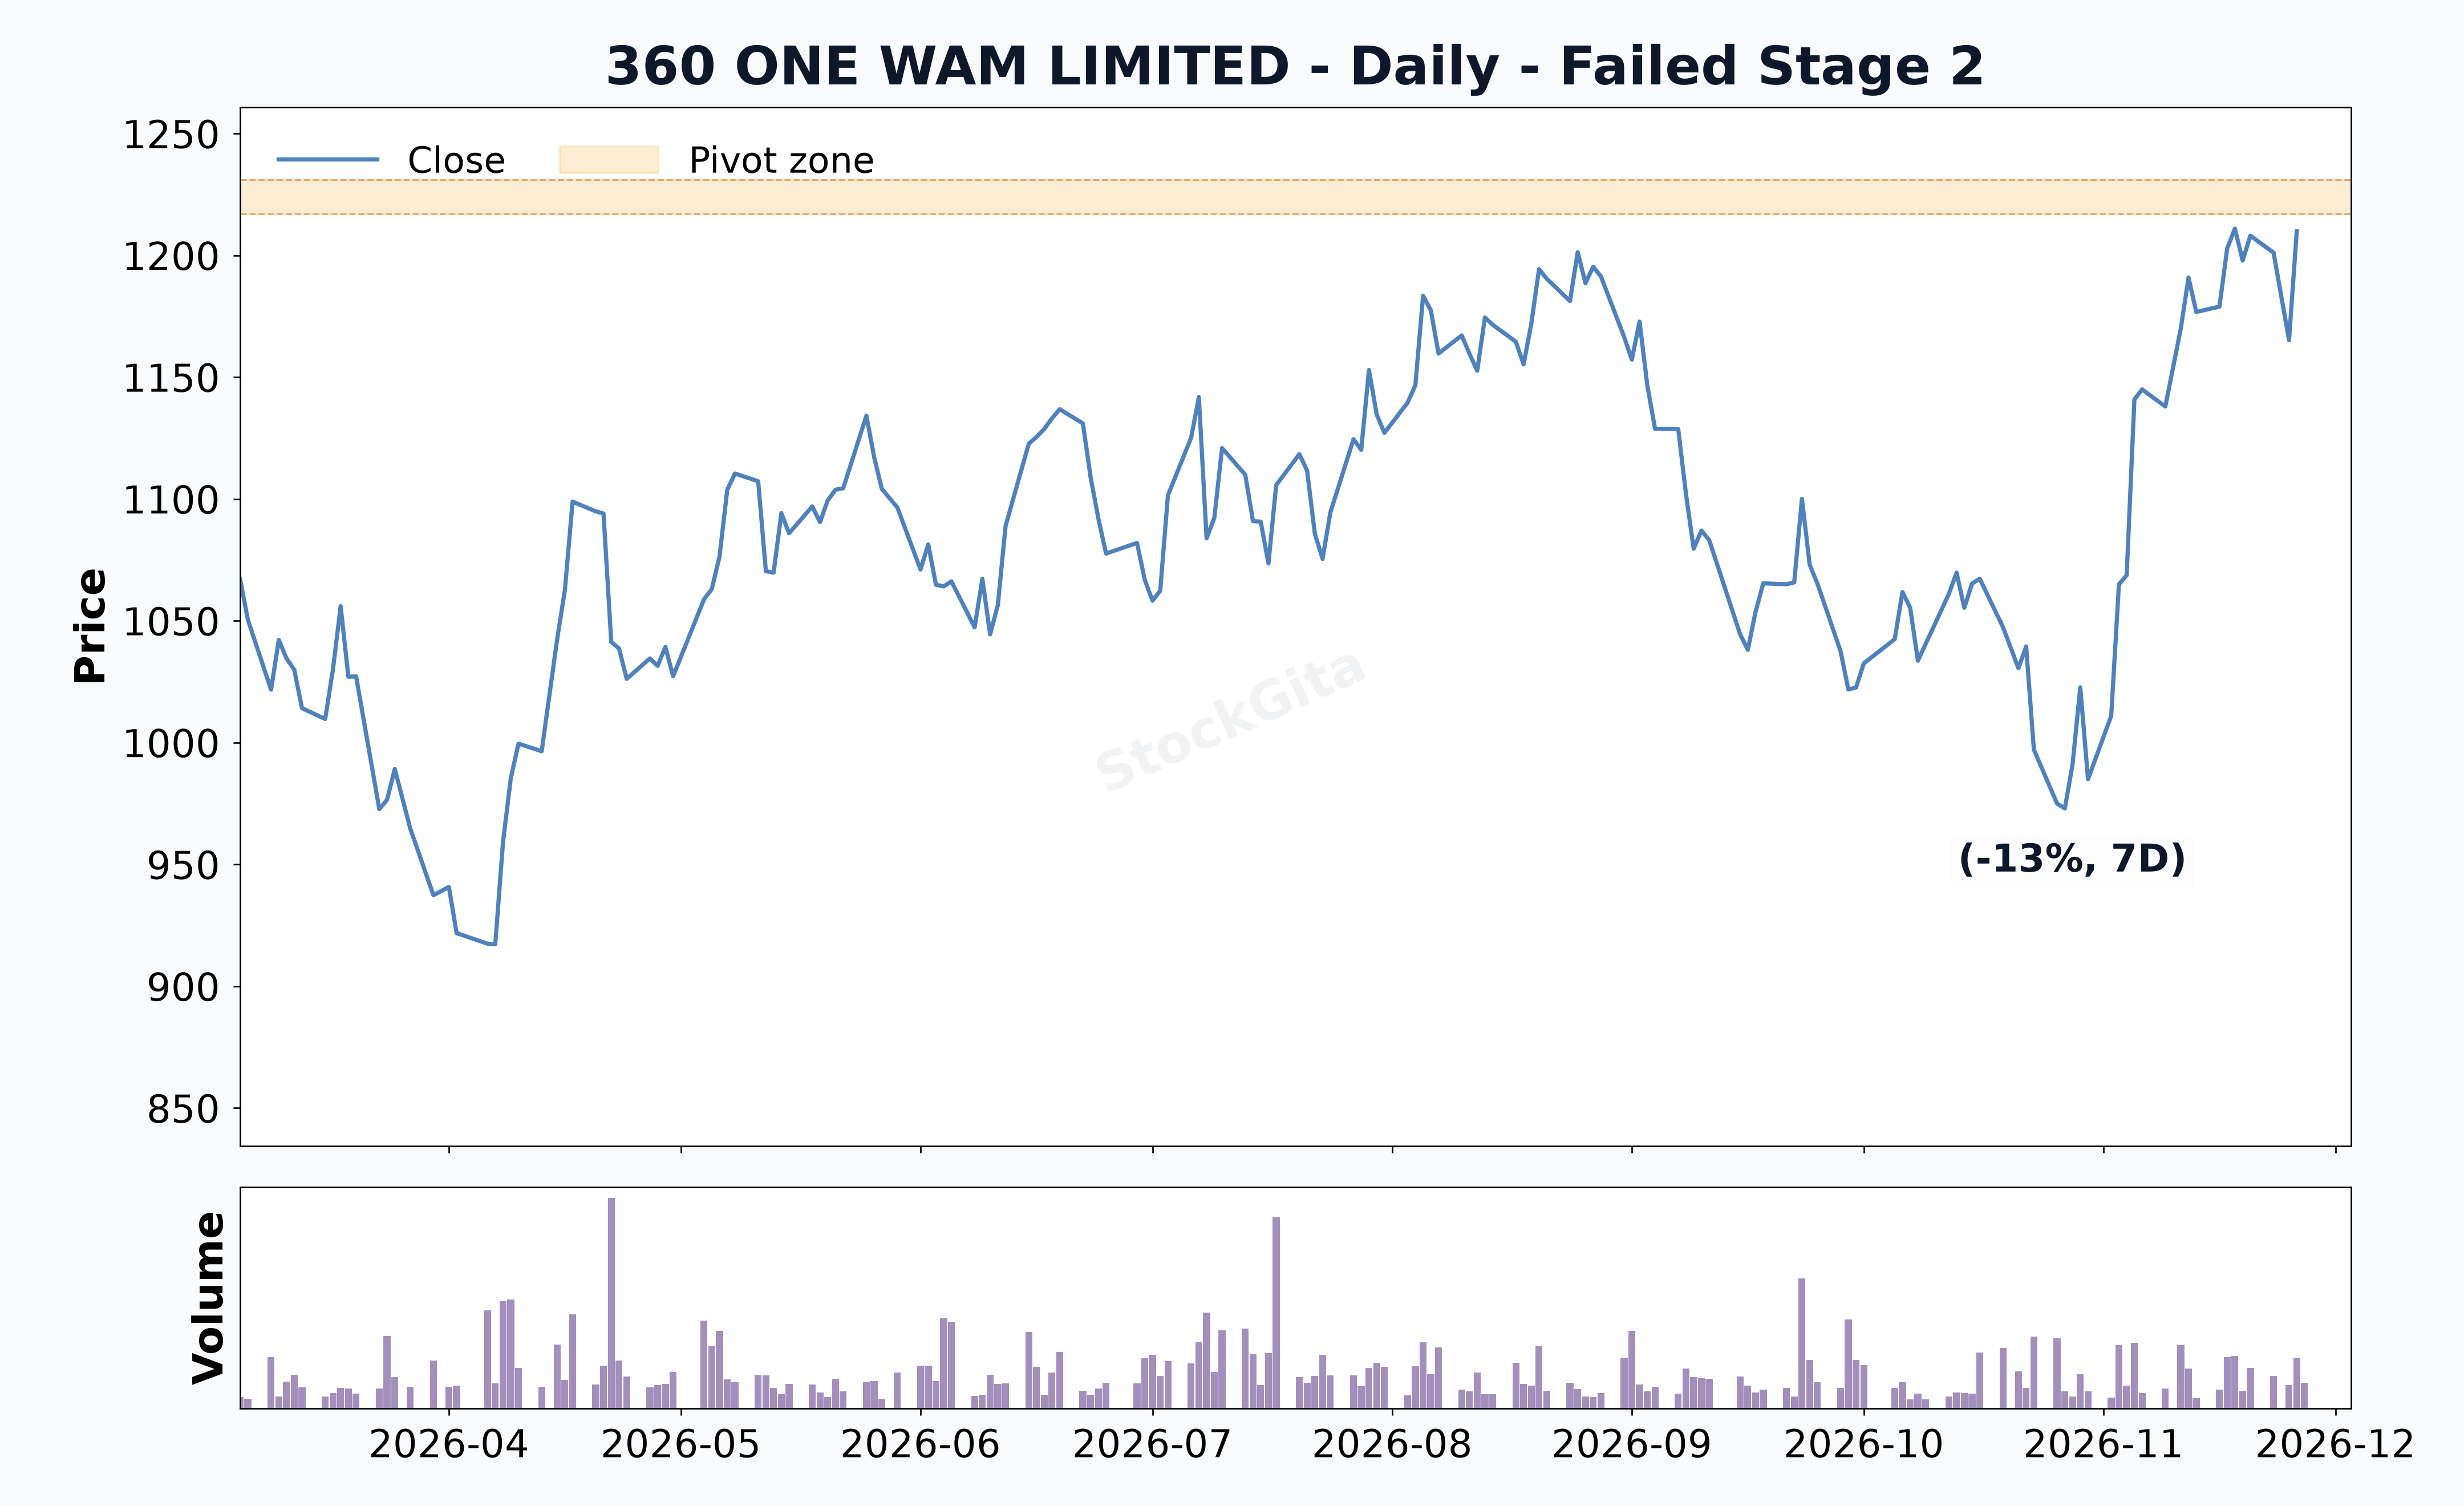 360 ONE WAM LIMITED - Daily - Failed Stage 2
Close
Pivot zone
Price
1250
1200
1150
1100
1050
1000
950
900
850
StockGita
(-13%, 7D)
Volume
2026-04
2026-05
2026-06
2026-07
2026-08
2026-09
2026-10
2026-11
2026-12